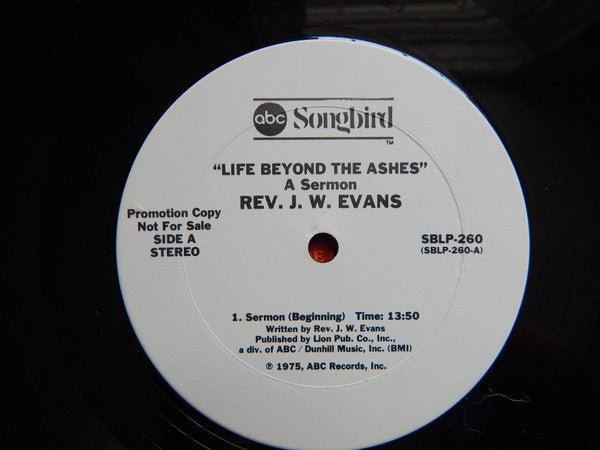 abc Songbird
TM
"LIFE BEYOND THE ASHES"
A Sermon
REV. J. W. EVANS
Promotion Copy
Not For Sale
SIDE A
STEREO
SBLP-260
(SBLP-260-A)
1. Sermon (Beginning) Time: 13:50
Written by Rev. J. W. Evans
Published by Lion Pub. Co., Inc.,
a div. of ABC / Dunhill Music, Inc. (BMI)
℗ 1975, ABC Records, Inc.